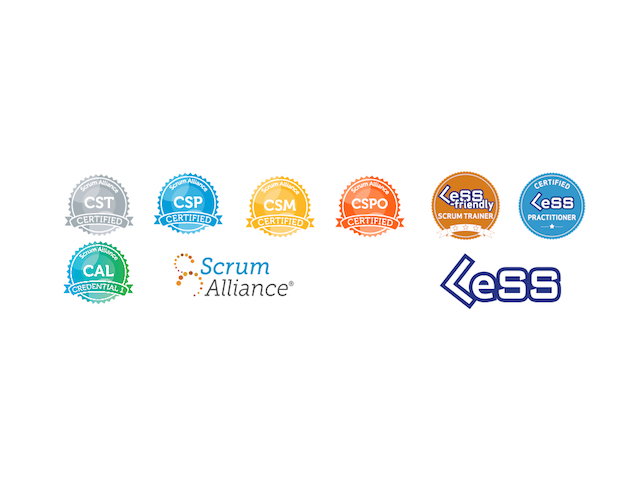 Scrum Alliance
CST
CERTIFIED
Scrum Alliance
CSP
CERTIFIED
Scrum Alliance
CSM
CERTIFIED
Scrum Alliance
CSPO
CERTIFIED
LeSS
friendly
SCRUM TRAINER
CERTIFIED
LeSS
PRACTITIONER
Scrum Alliance
CAL
CREDENTIAL 1
Scrum
Alliance®
LeSS